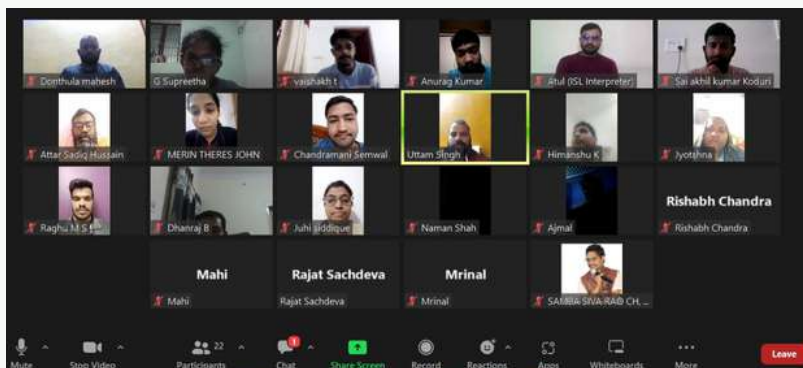 Donthula mahesh
G Supreetha
vaishakh t
Anurag Kumar
Atul (ISL Interpreter)
Sai akhil kumar Koduri
Attar Sadiq Hussain
MERIN THERES JOHN
Chandramani Semwal
Uttam Singh
Himanshu K
Jyotshna
Raghu M S
Dhanraj B
Juhi siddique
Naman Shah
Ajmal
Rishabh Chandra
Rishabh Chandra
Mahi
Mahi
Rajat Sachdeva
Rajat Sachdeva
Mrinal
Mrinal
SAMBA SIVA RAO CH, ...
Mute
Stop Video
Participants
22
Chat
1
Share Screen
Record
Reactions
Apps
Whiteboards
More
Leave